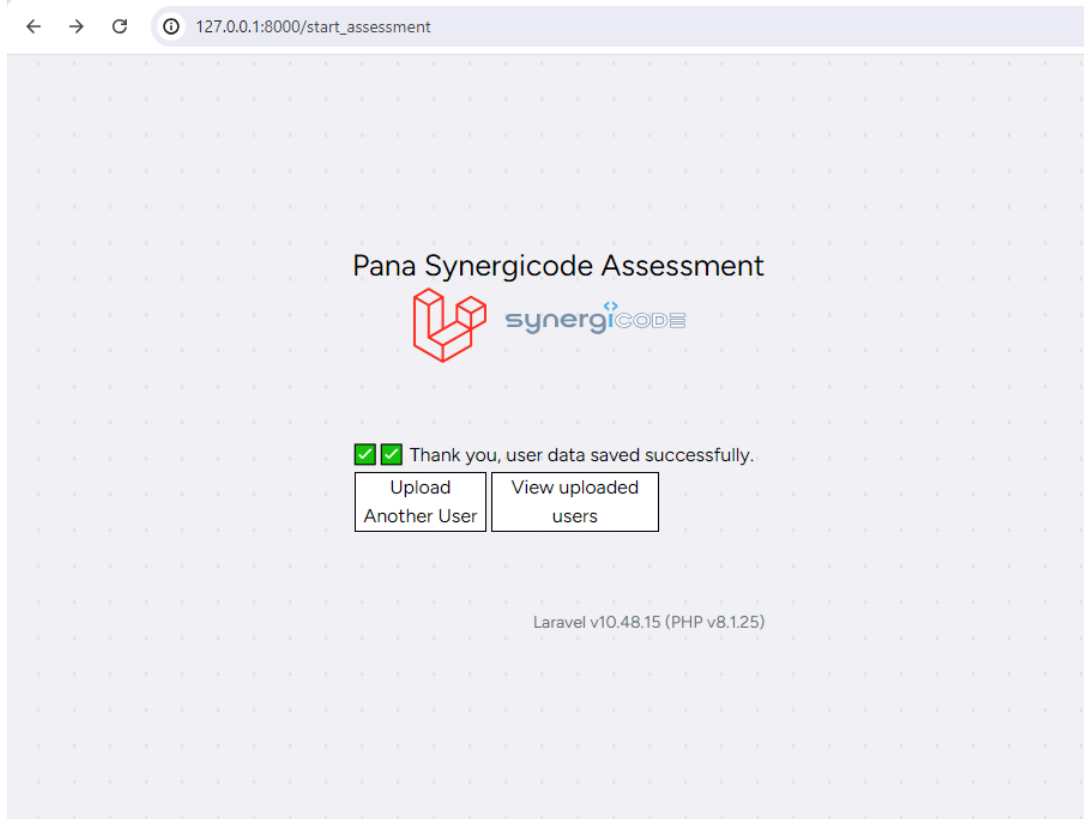 127.0.0.1:8000/start_assessment
Pana Synergicode Assessment
synergiCODE
Thank you, user data saved successfully.
Upload
Another User
View uploaded
users
Laravel v10.48.15 (PHP v8.1.25)